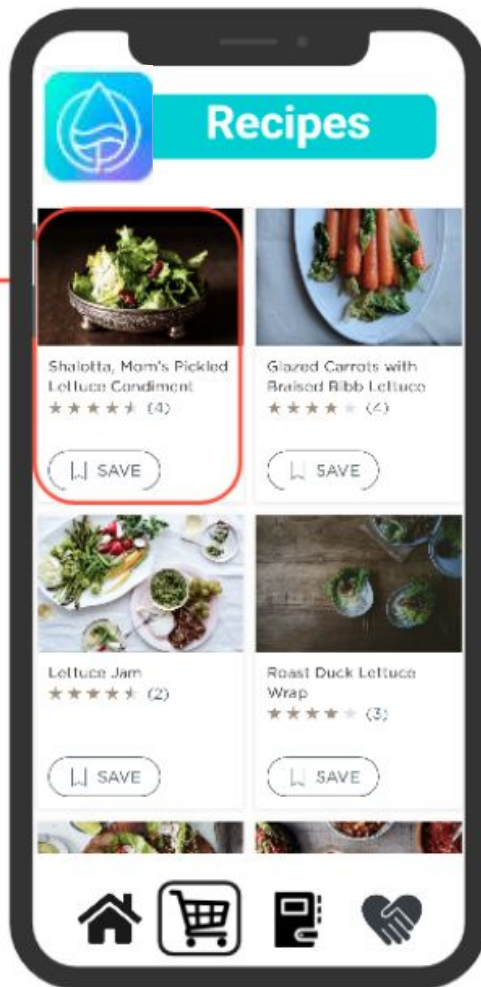 Recipes
Shalotta, Mom's Pickled
Lettuce Condiment
(4)
SAVE
Glazed Carrots with
Braised Bibb Lettuce
(4)
SAVE
Lettuce Jam
(2)
SAVE
Roast Duck Lettuce
Wrap
(3)
SAVE